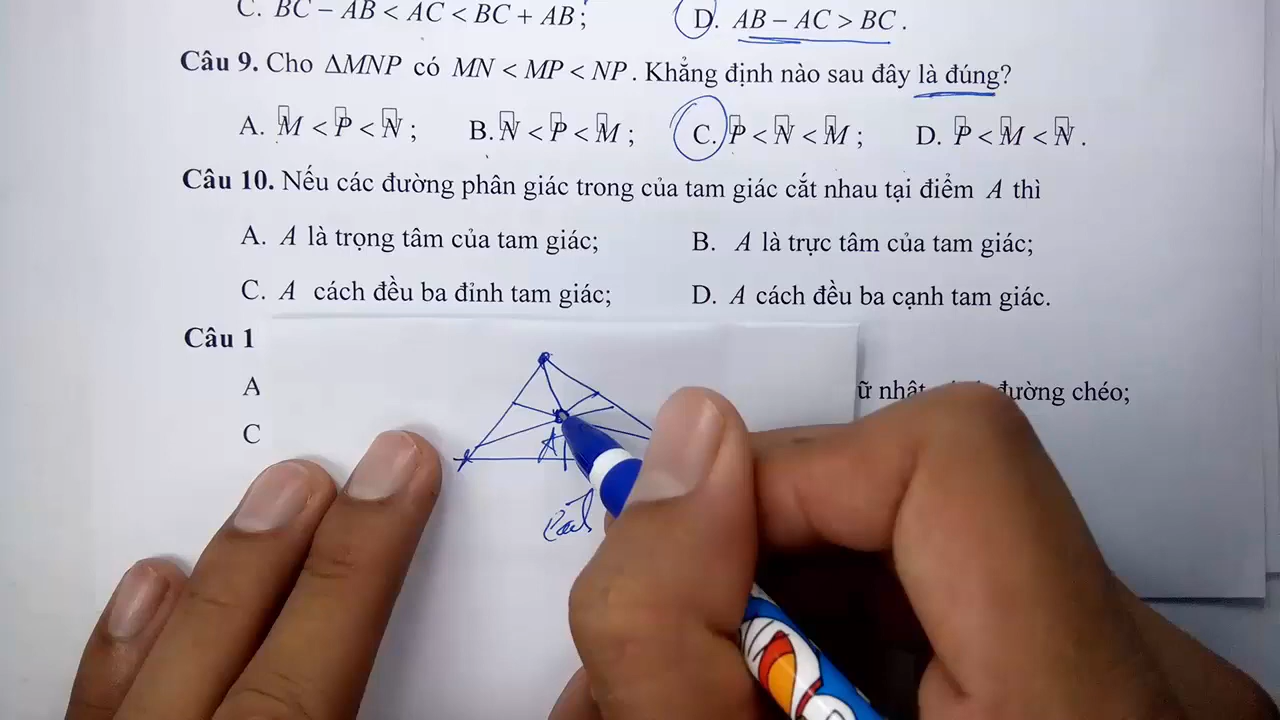 C. BC − AB < AC < BC + AB ; D. AB − AC > BC .
Câu 9. Cho ΔMNP có MN < MP < NP . Khẳng định nào sau đây là đúng?
A. M < P < N ; B. N < P < M ; C. P < N < M ; D. P < M < N .
Câu 10. Nếu các đường phân giác trong của tam giác cắt nhau tại điểm A thì
A. A là trọng tâm của tam giác; B. A là trực tâm của tam giác;
C. A cách đều ba đỉnh tam giác; D. A cách đều ba cạnh tam giác.
Câu 1
A đường chéo;
C
A